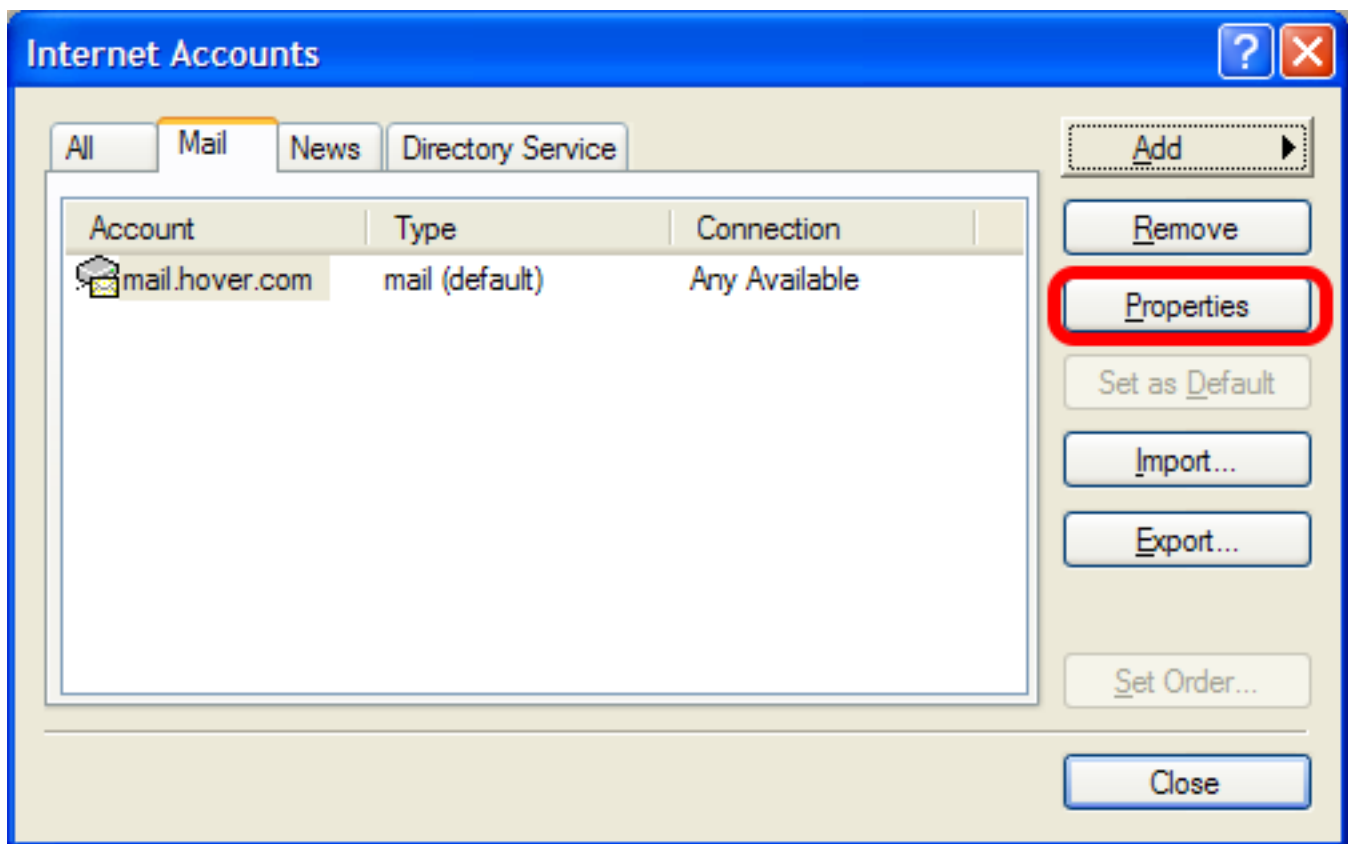 Internet Accounts
?
All Mail News Directory Service
Add
Account Type Connection
Remove
mail.hover.com mail (default) Any Available
Properties
Set as Default
Import...
Export...
Set Order...
Close